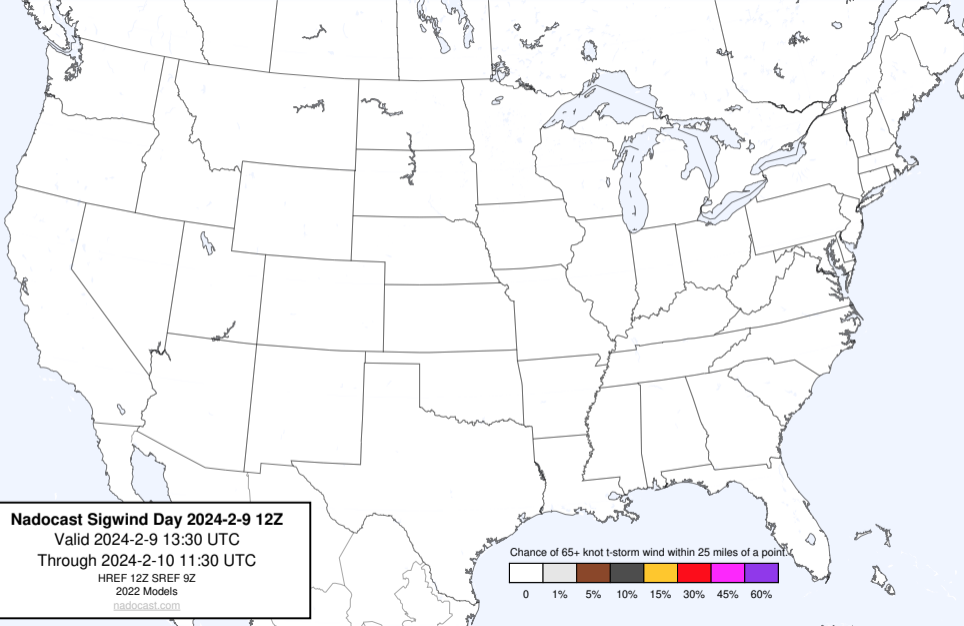 Nadocast Sigwind Day 2024-2-9 12Z
Valid 2024-2-9 13:30 UTC
Through 2024-2-10 11:30 UTC
HREF 12Z SREF 9Z
2022 Models
nadocast.com
Chance of 65+ knot t-storm wind within 25 miles of a point.
0 1% 5% 10% 15% 30% 45% 60%